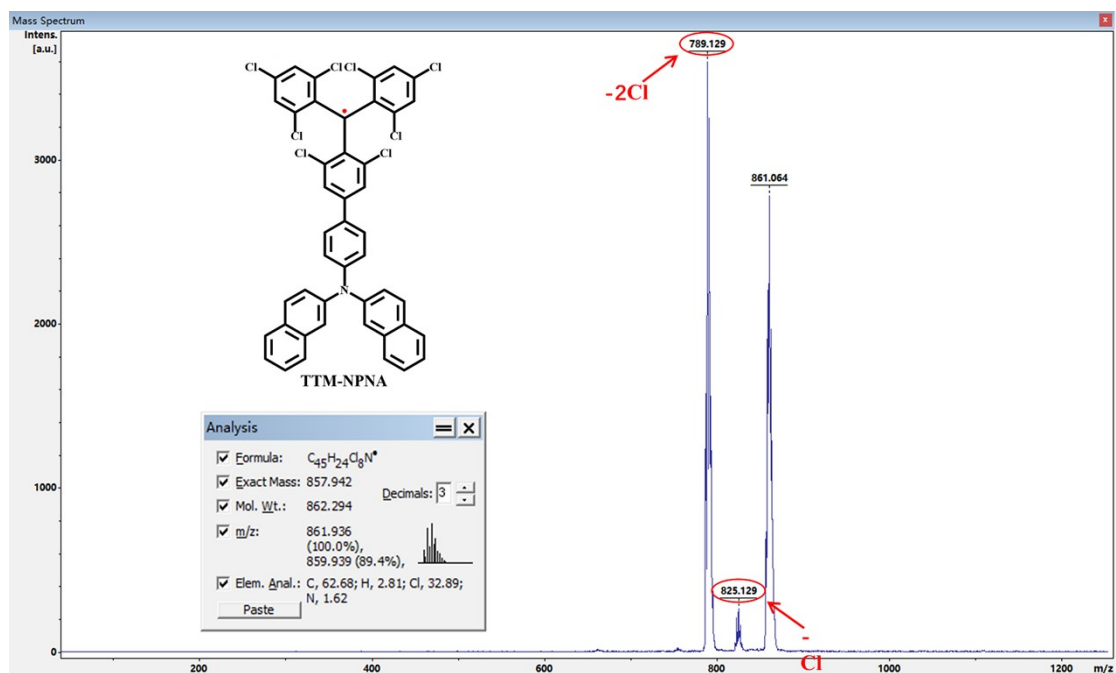 Mass Spectrum
x
Intens.
[a.u.]
789.129
-2Cl
861.064
3000
2000
1000
0
Cl
Cl
Cl
Cl
Cl
Cl
Cl
Cl
N
TTM-NPNA
Analysis
Formula: C45H24Cl8N•
Exact Mass: 857.942
Decimals: 3
Mol. Wt.: 862.294
m/z: 861.936
(100.0%),
859.939 (89.4%),
Elem. Anal.: C, 62.68; H, 2.81; Cl, 32.89;
N, 1.62
Paste
825.129
-
Cl
200
400
600
800
1000
1200
m/z